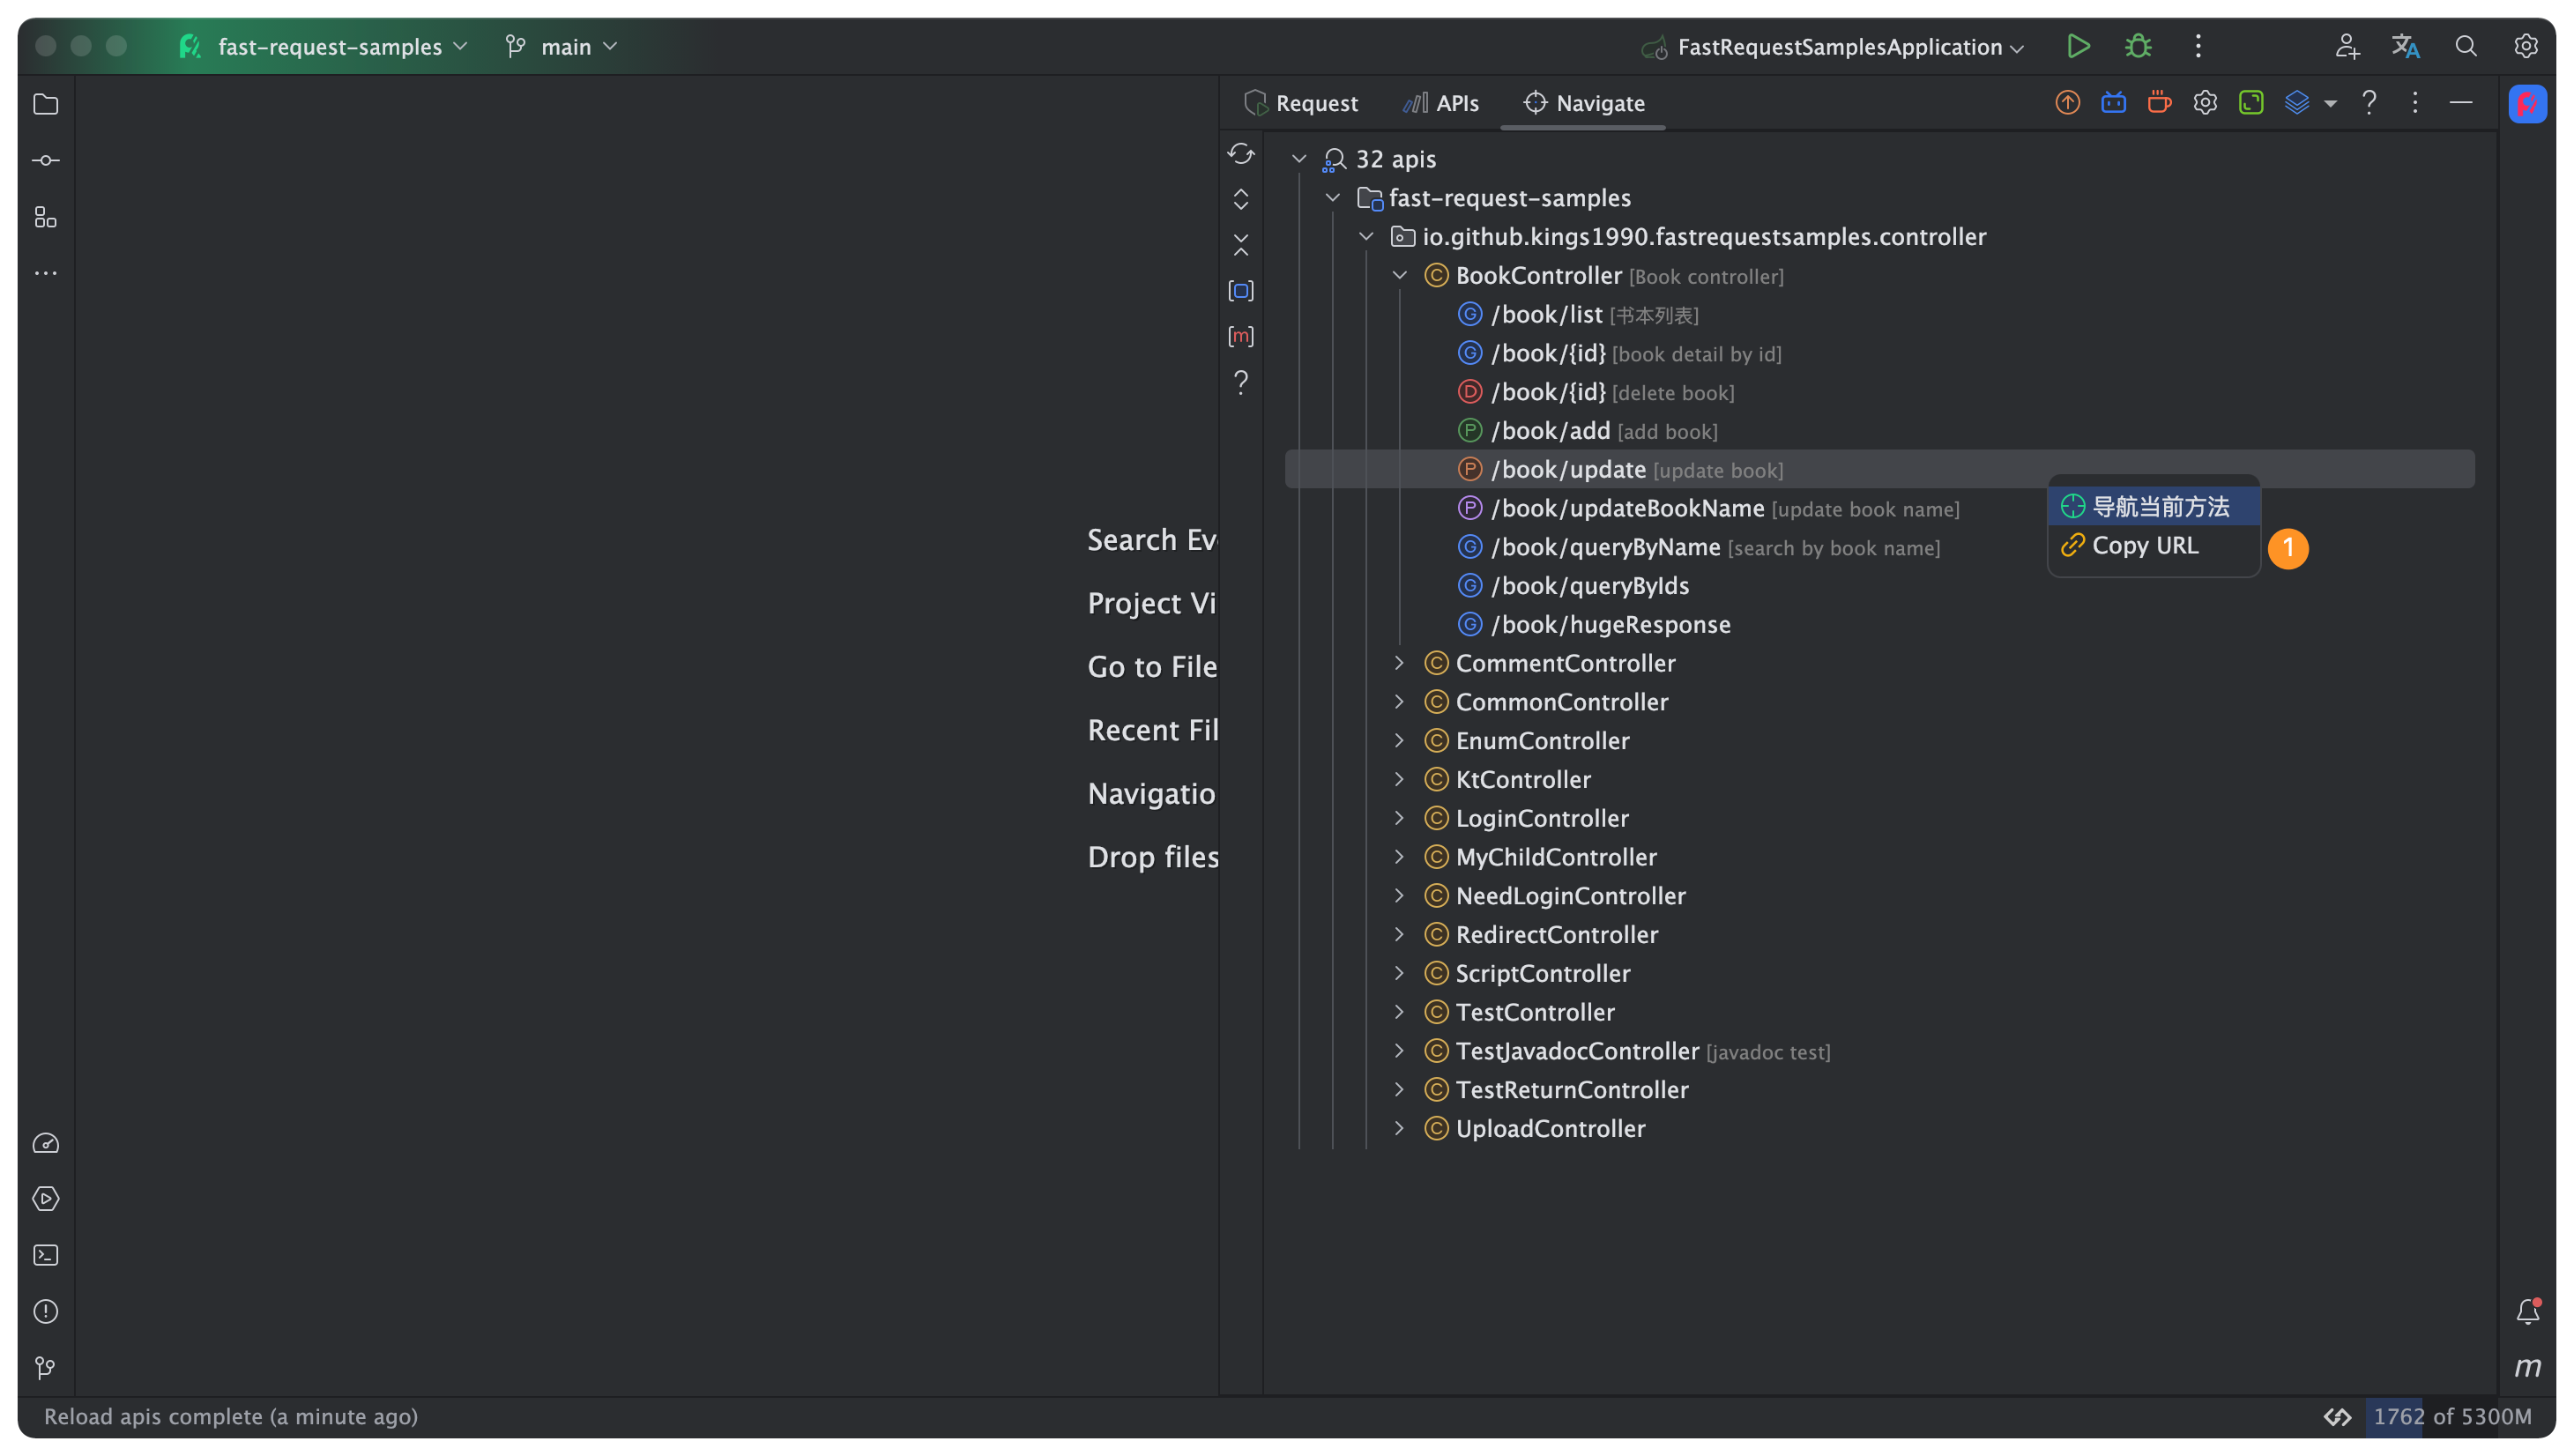 fast-request-samples
main
FastRequestSamplesApplication
Request
APIs
Navigate
32 apis
fast-request-samples
io.github.kings1990.fastrequestsamples.controller
BookController [Book controller]
/book/list [书本列表]
/book/{id} [book detail by id]
/book/{id} [delete book]
/book/add [add book]
/book/update [update book]
/book/updateBookName [update book name]
/book/queryByName [search by book name]
/book/queryByIds
/book/hugeResponse
CommentController
CommonController
EnumController
KtController
LoginController
MyChildController
NeedLoginController
RedirectController
ScriptController
TestController
TestJavadocController [javadoc test]
TestReturnController
UploadController
导航当前方法
Copy URL
1
Search Ev
Project Vi
Go to File
Recent Fil
Navigatio
Drop files
Reload apis complete (a minute ago)
1762 of 5300M